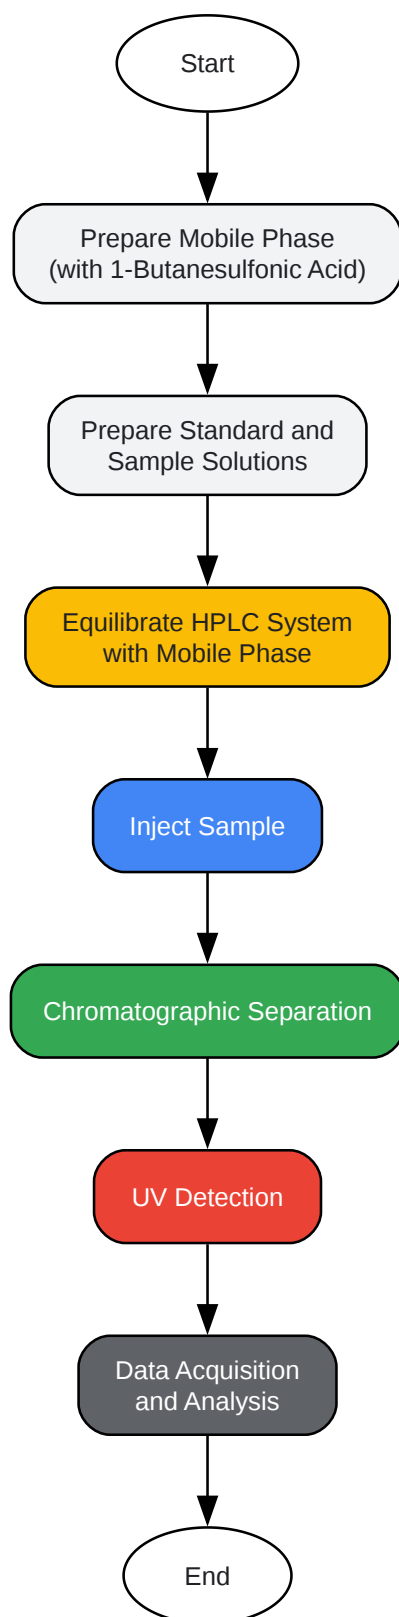 Start
Prepare Mobile Phase
(with 1-Butanesulfonic Acid)
Prepare Standard and
Sample Solutions
Equilibrate HPLC System
with Mobile Phase
Inject Sample
Chromatographic Separation
UV Detection
Data Acquisition
and Analysis
End